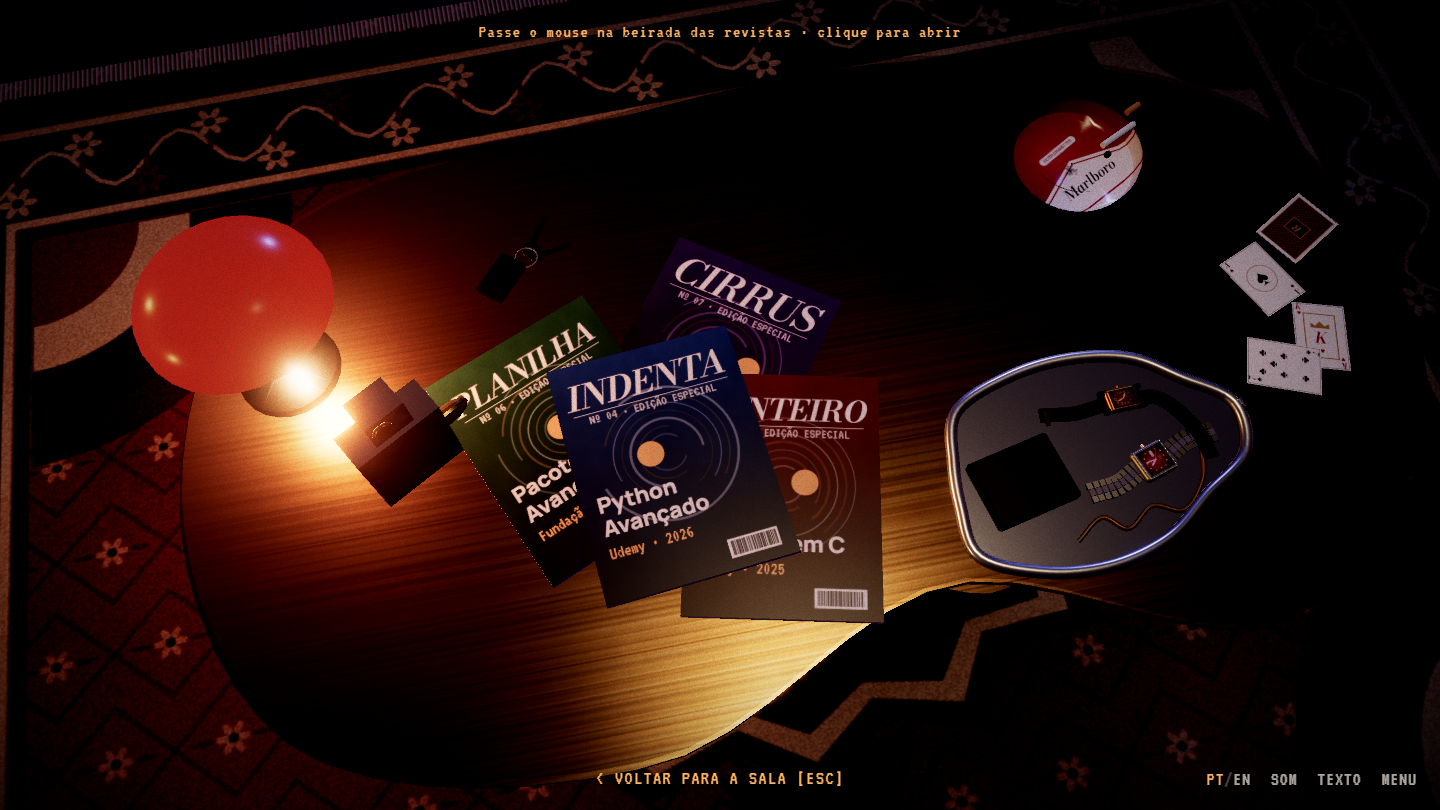 Passe o mouse na beirada das revistas · clique para abrir
Marlboro
CIRRUS
Nº 07 · EDIÇÃO ESPECIAL
PLANILHA
Nº 06 · EDIÇÃO ESPECIAL
Pacot
Avanç
Fundaçã
INDENTA
Nº 04 · EDIÇÃO ESPECIAL
Python
Avançado
Udemy · 2026
NTEIRO
EDIÇÃO ESPECIAL
em C
· 2025
K
‹ VOLTAR PARA A SALA [ESC]
PT/EN SOM TEXTO MENU